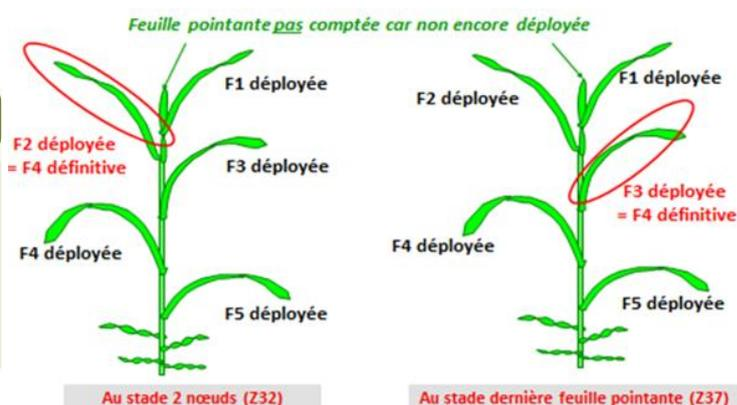 Feuille pointante pas comptée car non encore déployée
F1 déployée
F2 déployée
= F4 définitive
F3 déployée
F4 déployée
F5 déployée
Au stade 2 nœuds (Z32)
F1 déployée
F2 déployée
F3 déployée
= F4 définitive
F4 déployée
F5 déployée
Au stade dernière feuille pointante (Z37)